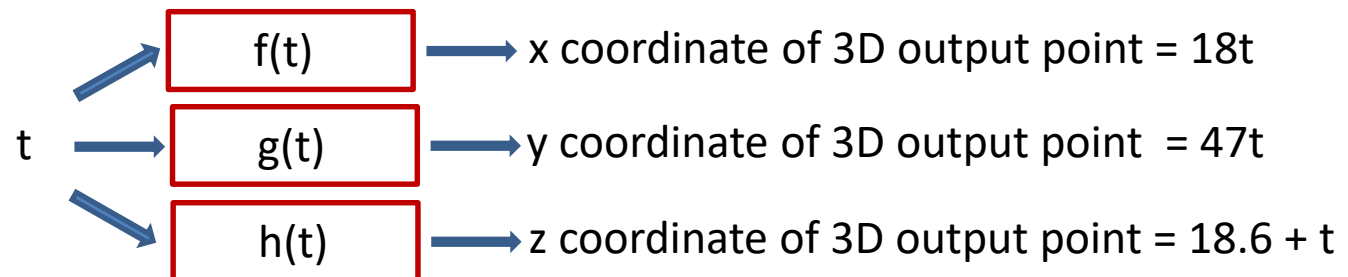 f(t) x coordinate of 3D output point = 18t
t g(t) y coordinate of 3D output point = 47t
h(t) z coordinate of 3D output point = 18.6 + t